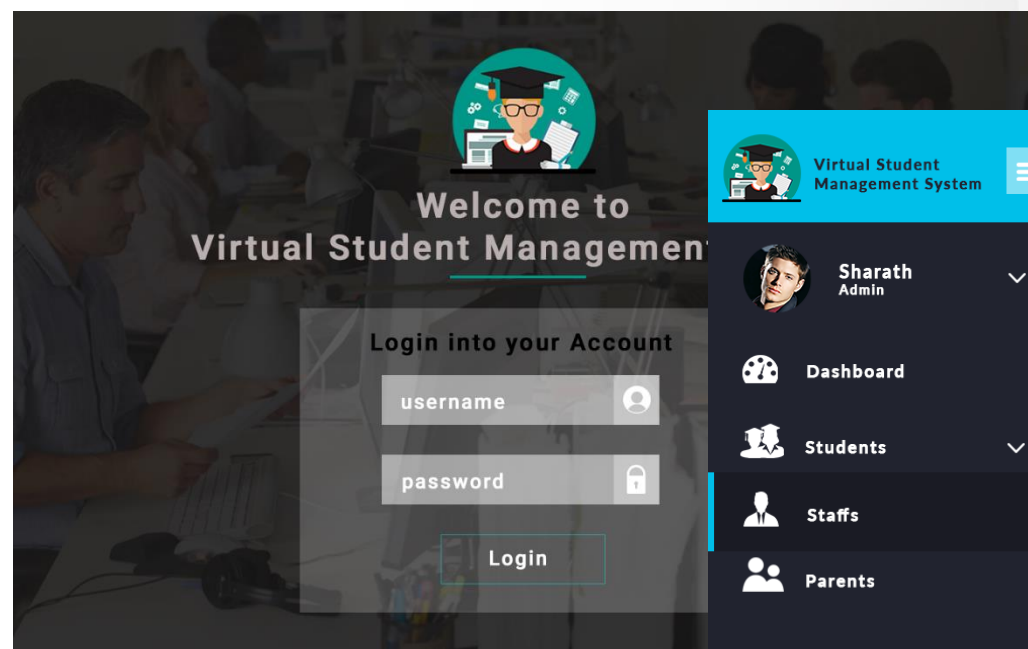 Welcome to
Virtual Student Management
Login into your Account
username
password
Login
Virtual Student
Management System
Sharath
Admin
Dashboard
Students
Staffs
Parents